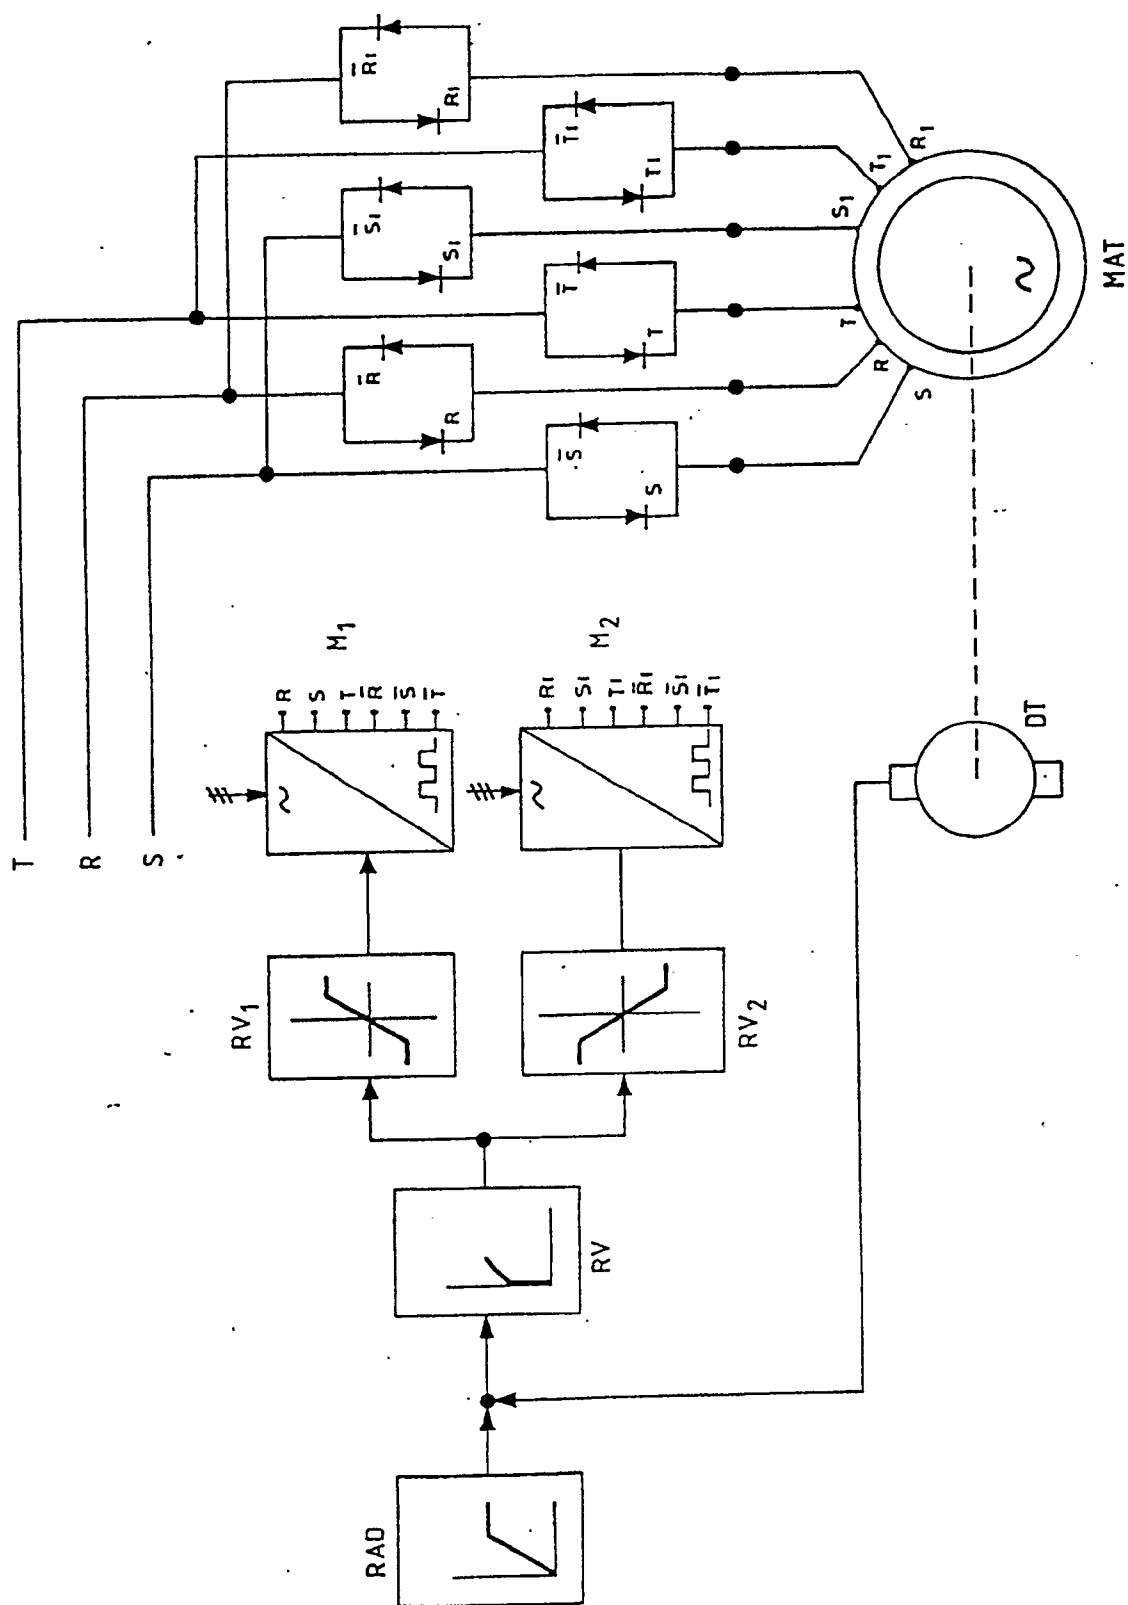 T
R
S
RAD
RV
RV₁
RV₂
R
S
T
R̄
S̄
T̄
M₁
R1
S1
T1
R̄1
S̄1
T̄1
M₂
R̄
R
S̄1
S1
R̄1
R1
S̄
S
T̄
T
T̄1
T1
S
R
T
S₁
T₁
R₁
DT
MAT